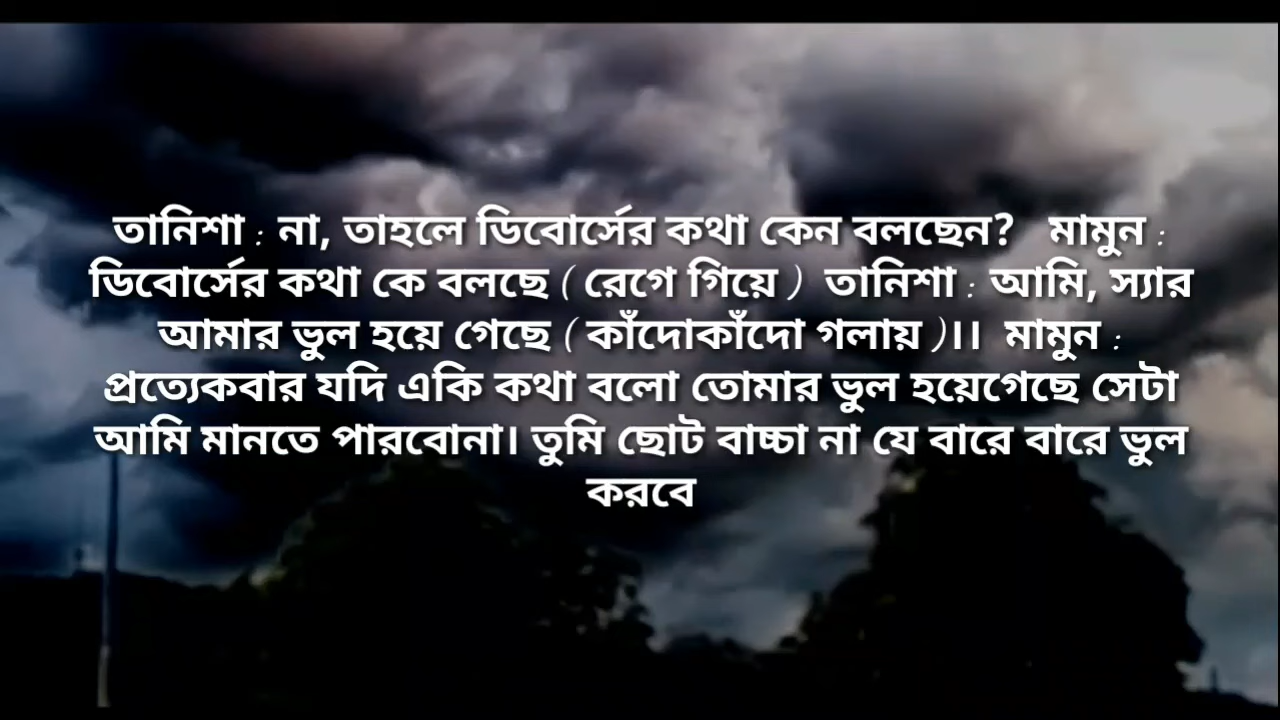 তানিশা : না, তাহলে ডিবোর্সের কথা কেন বলছেন? মামুন :
ডিবোর্সের কথা কে বলছে ( রেগে গিয়ে ) তানিশা : আমি, স্যার
আমার ভুল হয়ে গেছে ( কাঁদোকাঁদো গলায় )।। মামুন :
প্রত্যেকবার যদি একি কথা বলো তোমার ভুল হয়েগেছে সেটা
আমি মানতে পারবোনা। তুমি ছোট বাচ্চা না যে বারে বারে ভুল
করবে